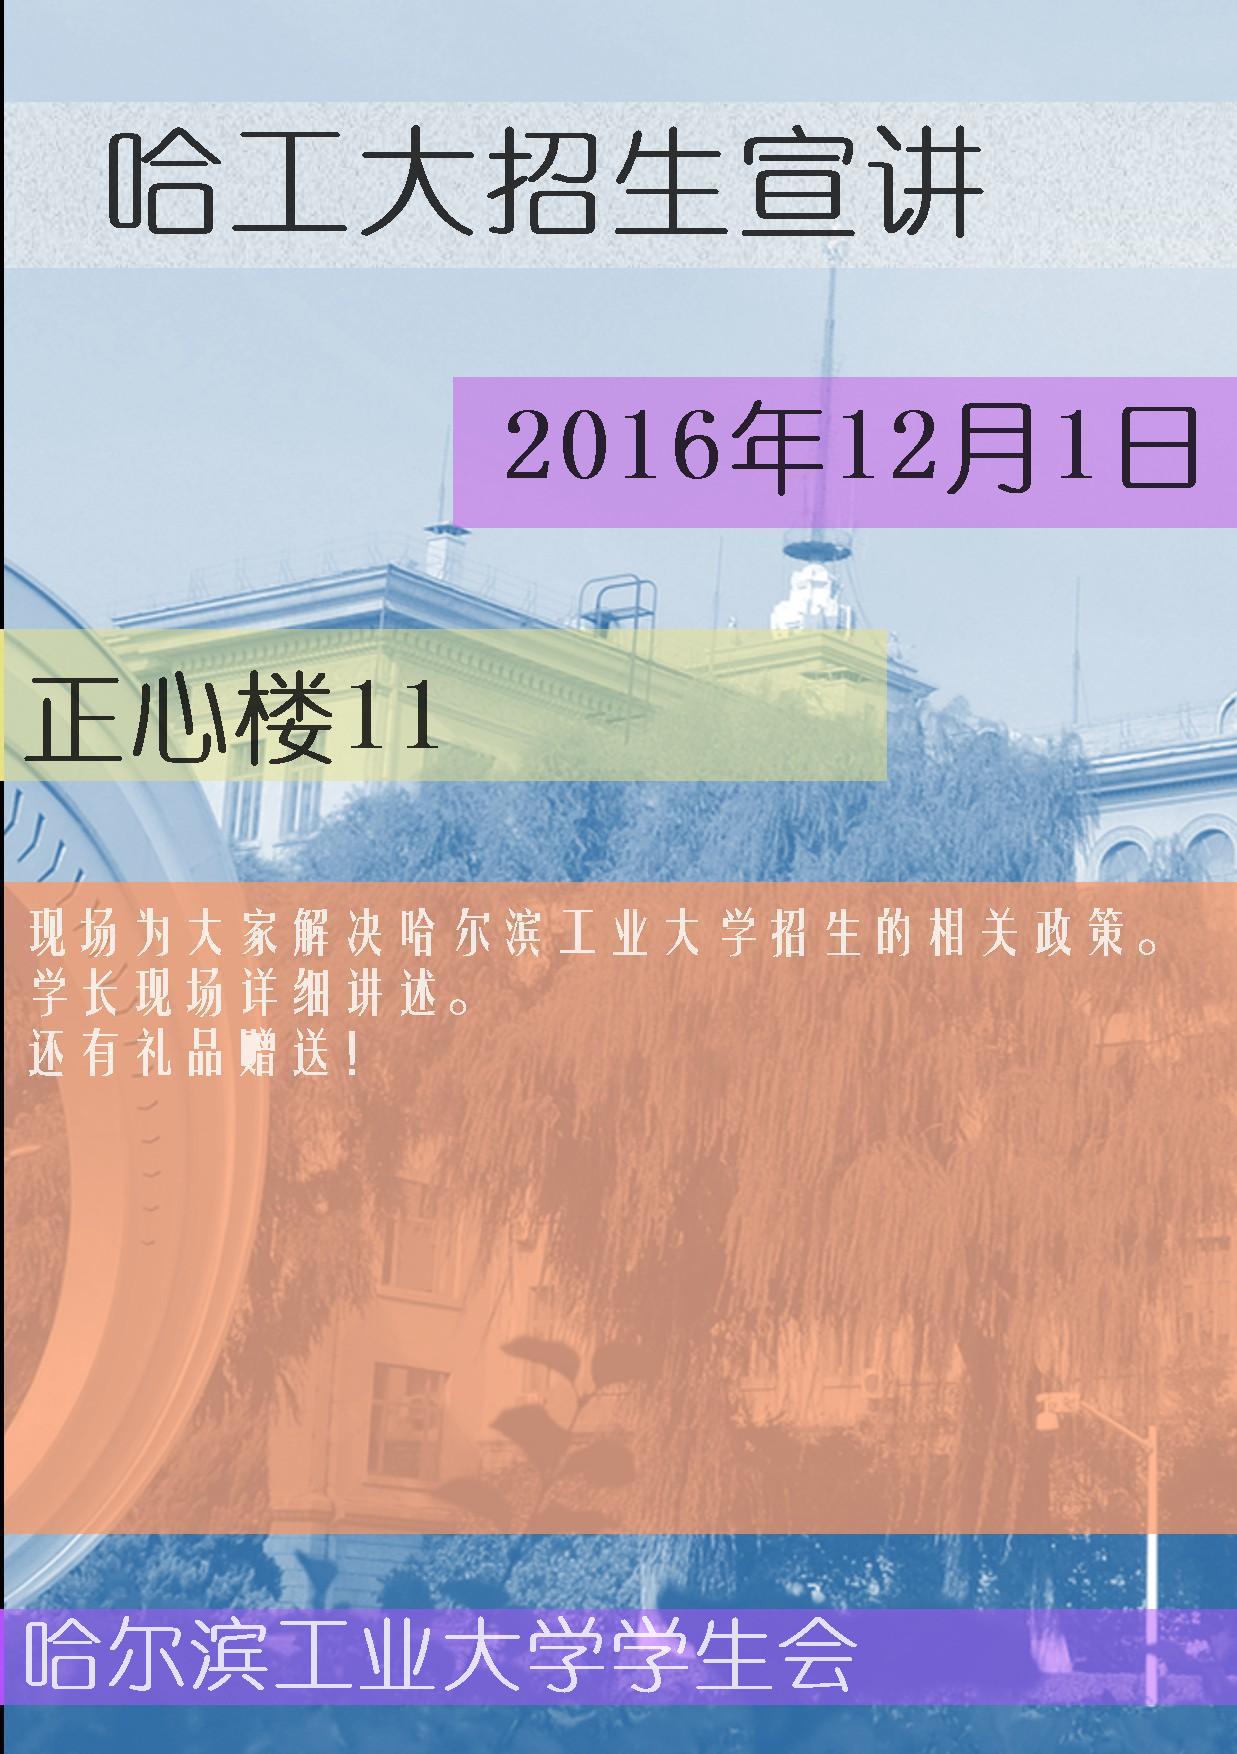 哈工大招生宣讲
2016年12月1日
正心楼11
现场为大家解决哈尔滨工业大学招生的相关政策。
学长现场详细讲述。
还有礼品赠送！
哈尔滨工业大学学生会